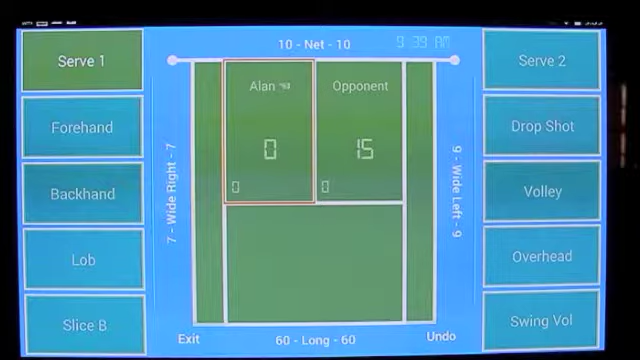 Serve 1
10 - Net - 10
9:39 AM
Serve 2
Forehand
Alan
Opponent
Drop Shot
0
15
7 - Wide Right - 7
9 - Wide Left - 9
Backhand
0
0
Volley
Lob
Overhead
Slice B
Exit
60 - Long - 60
Undo
Swing Vol